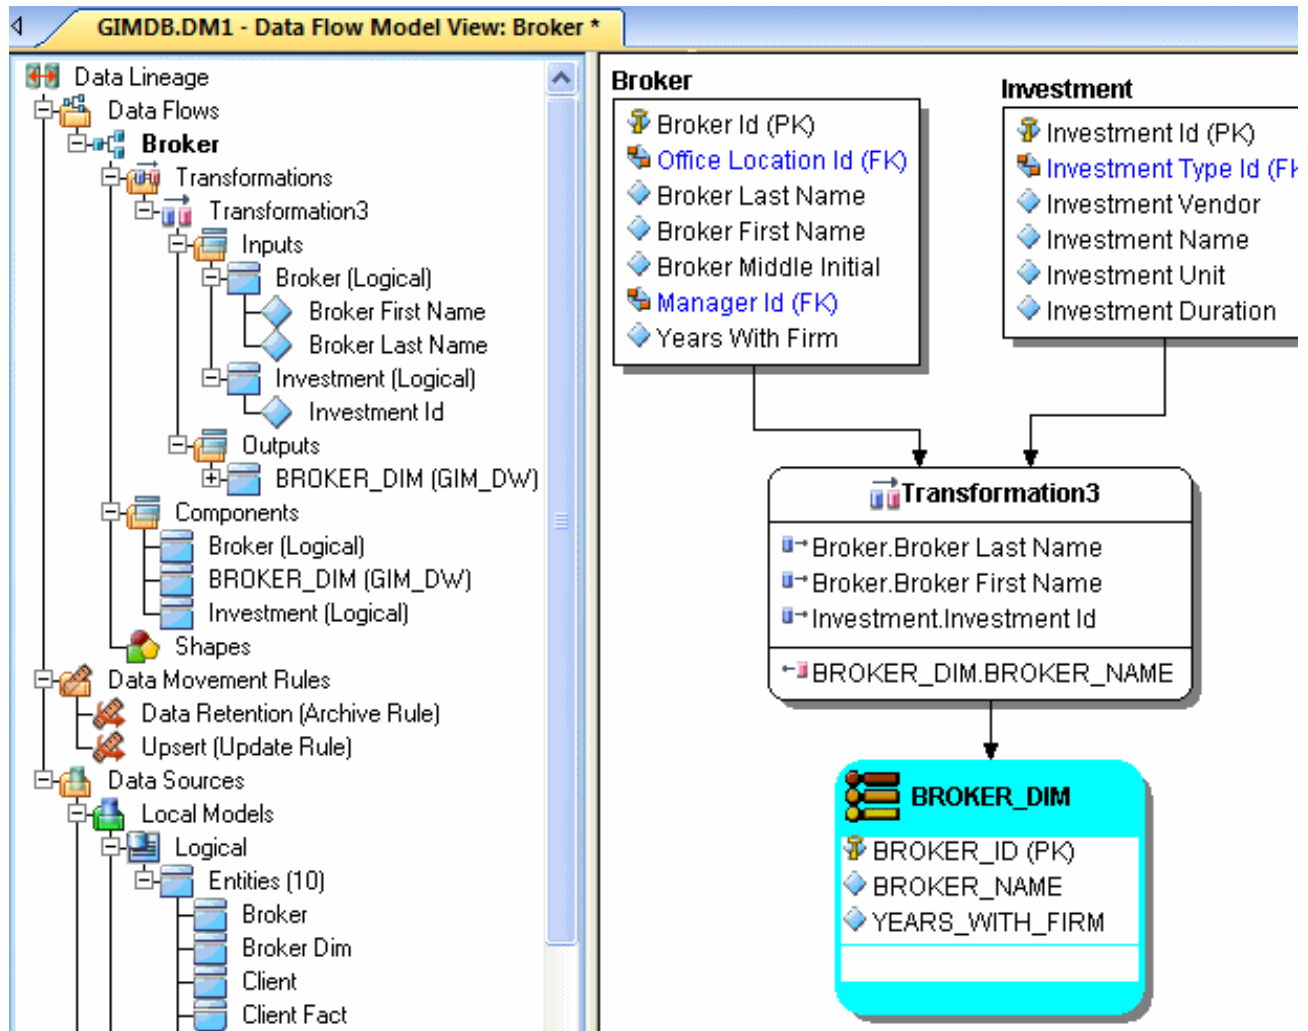 GIMDB.DM1 - Data Flow Model View: Broker *
Data Lineage
Data Flows
Broker
Transformations
Transformation3
Inputs
Broker (Logical)
Broker First Name
Broker Last Name
Investment (Logical)
Investment Id
Outputs
BROKER_DIM (GIM_DW)
Components
Broker (Logical)
BROKER_DIM (GIM_DW)
Investment (Logical)
Shapes
Data Movement Rules
Data Retention (Archive Rule)
Upsert (Update Rule)
Data Sources
Local Models
Logical
Entities (10)
Broker
Broker Dim
Client
Client Fact
Broker
Broker Id (PK)
Office Location Id (FK)
Broker Last Name
Broker First Name
Broker Middle Initial
Manager Id (FK)
Years With Firm
Investment
Investment Id (PK)
Investment Type Id (FK
Investment Vendor
Investment Name
Investment Unit
Investment Duration
Transformation3
Broker.Broker Last Name
Broker.Broker First Name
Investment.Investment Id
BROKER_DIM.BROKER_NAME
BROKER_DIM
BROKER_ID (PK)
BROKER_NAME
YEARS_WITH_FIRM